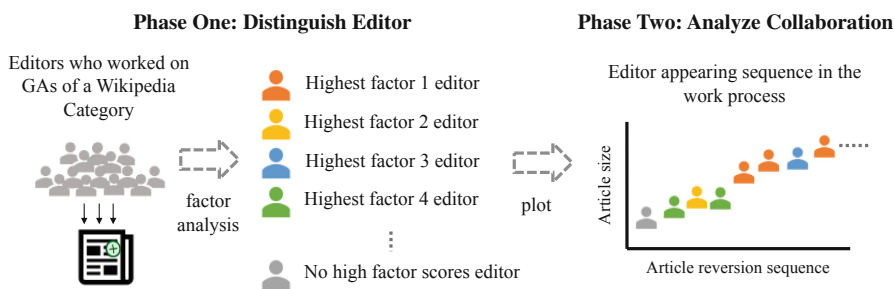 Phase One: Distinguish Editor
Editors who worked on
GAs of a Wikipedia
Category
factor
analysis
Highest factor 1 editor
Highest factor 2 editor
Highest factor 3 editor
Highest factor 4 editor
No high factor scores editor
plot
Phase Two: Analyze Collaboration
Editor appearing sequence in the
work process
Article size
Article reversion sequence